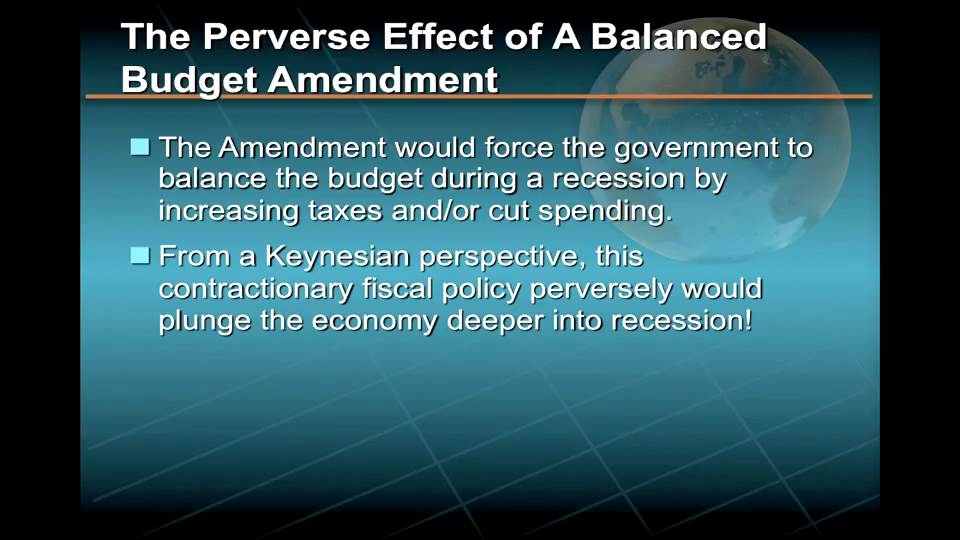 The Perverse Effect of A Balanced
Budget Amendment
The Amendment would force the government to
balance the budget during a recession by
increasing taxes and/or cut spending.
From a Keynesian perspective, this
contractionary fiscal policy perversely would
plunge the economy deeper into recession!